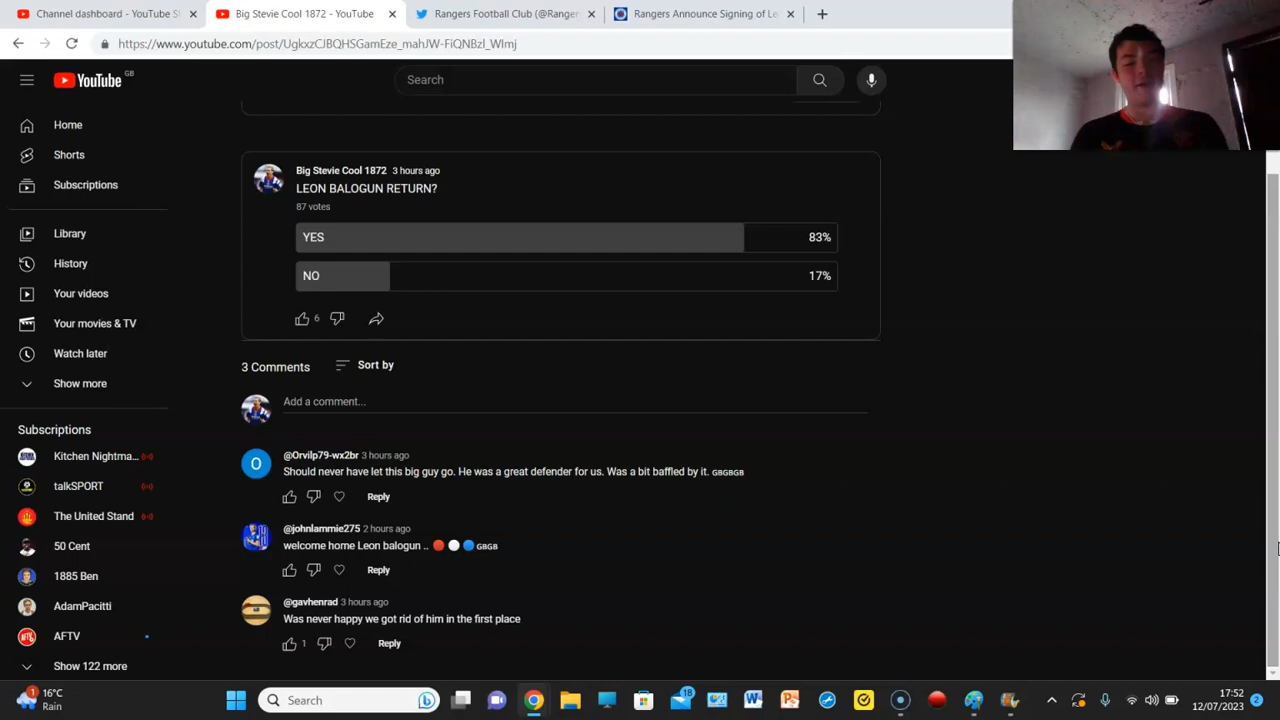 Channel dashboard - YouTube St
Big Stevie Cool 1872 - YouTube
Rangers Football Club (@Ranger
Rangers Announce Signing of Le
https://www.youtube.com/post/UgkxzCJBQHSGamEze_mahJW-FiQNBzl_WImj
YouTube GB
Search
Home
Shorts
Subscriptions
Library
History
Your videos
Your movies & TV
Watch later
Show more
Subscriptions
Kitchen Nightma...
talkSPORT
The United Stand
50 Cent
1885 Ben
AdamPacitti
AFTV
Show 122 more
Big Stevie Cool 1872 3 hours ago
LEON BALOGUN RETURN?
87 votes
YES 83%
NO 17%
6
3 Comments Sort by
Add a comment...
@Orvilp79-wx2br 3 hours ago
Should never have let this big guy go. He was a great defender for us. Was a bit baffled by it. GBGBGB
Reply
@johnlammie275 2 hours ago
welcome home Leon balogun .. 🔴⚪🔵 GBGB
Reply
@gavhenrad 3 hours ago
Was never happy we got rid of him in the first place
1 Reply
1
16°C
Rain
Search
18
17:52
12/07/2023
2